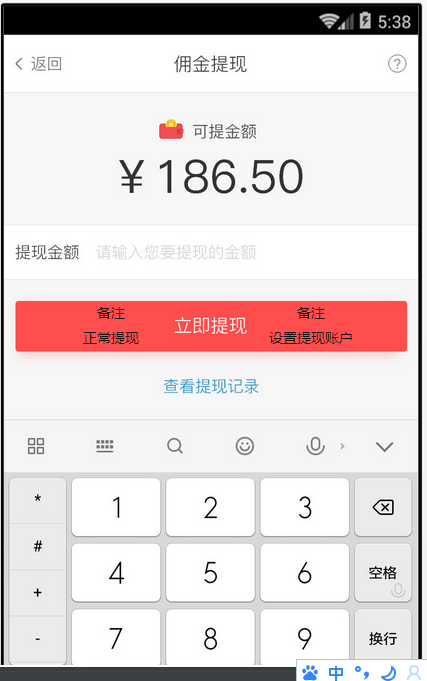 5:38
返回
佣金提现
?
可提金额
¥ 186.50
提现金额 请输入您要提现的金额
备注
正常提现
立即提现
备注
设置提现账户
查看提现记录
*
#
+
-
1 2 3
4 5 6 空格
7 8 9 换行
中